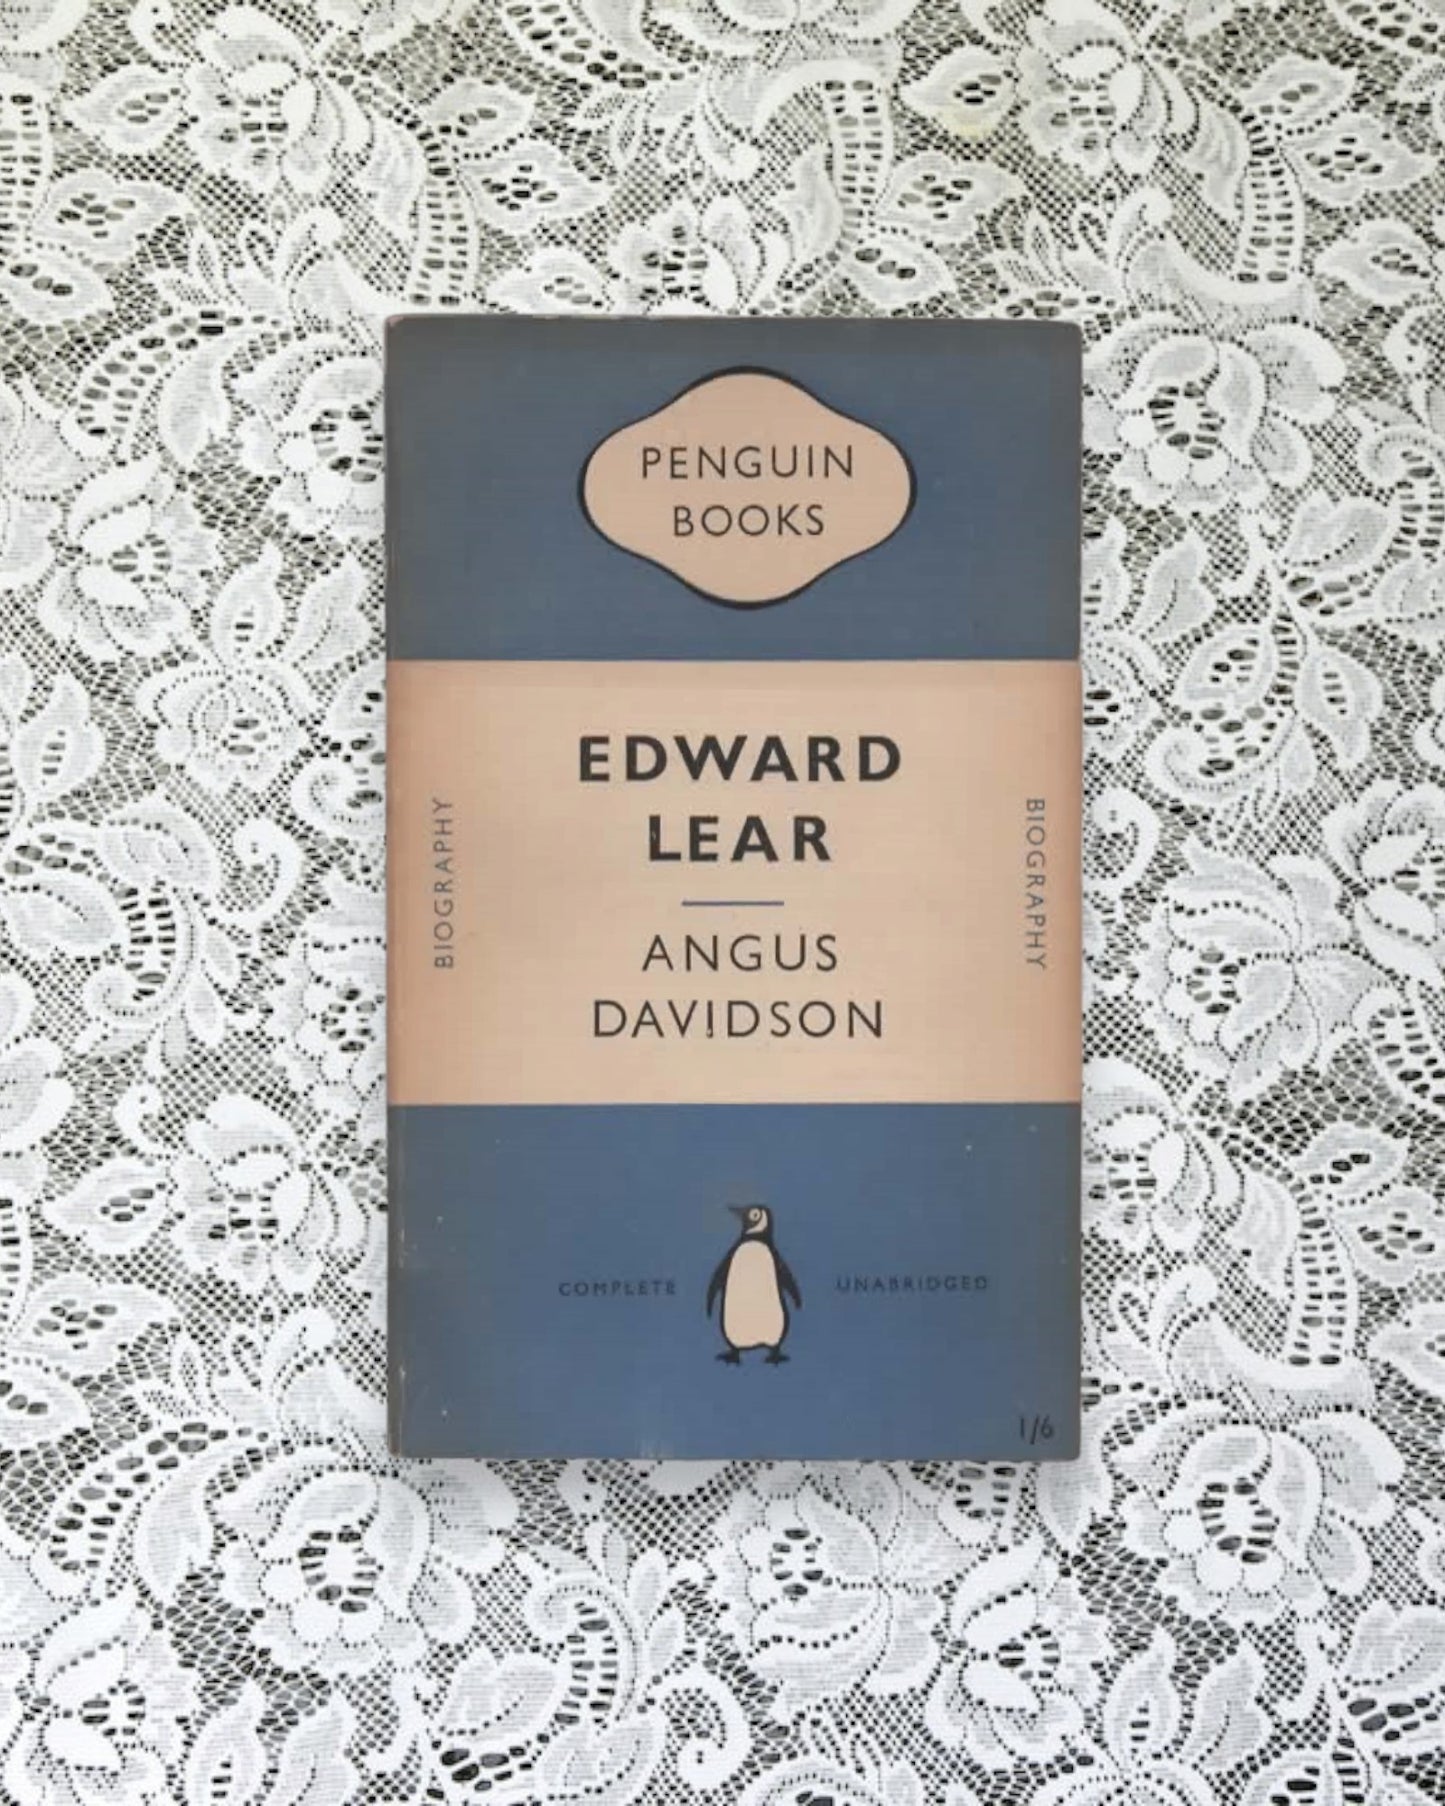 PENGUIN
BOOKS
EDWARD
LEAR
BIOGRAPHY
BIOGRAPHY
ANGUS
DAVIDSON
COMPLETE UNABRIDGED
1/6